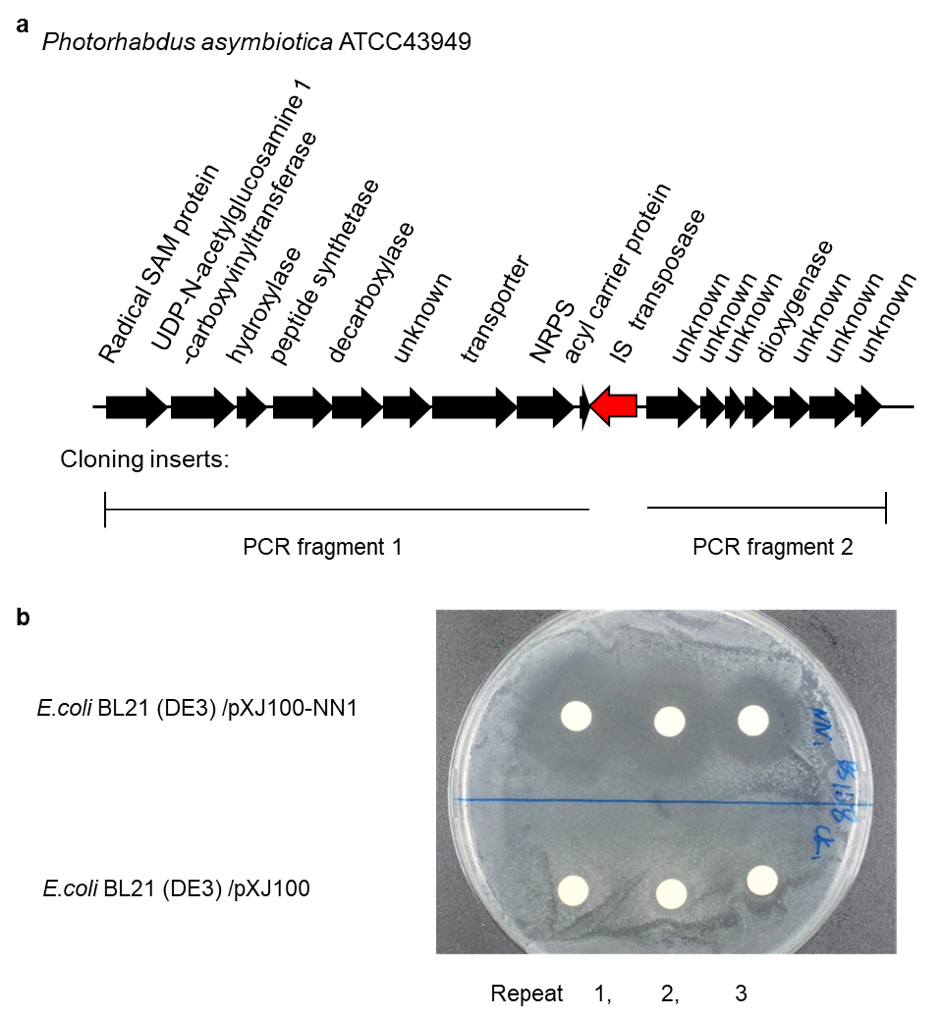 a
Photorhabdus asymbiotica ATCC43949
Radical SAM protein
UDP-N-acetylglucosamine 1
-carboxyvinyltransferase
hydroxylase
peptide synthetase
decarboxylase
unknown
transporter
NRPS
acyl carrier protein
IS transposase
unknown
unknown
unknown
dioxygenase
unknown
unknown
unknown
Cloning inserts:
PCR fragment 1
PCR fragment 2
b
E.coli BL21 (DE3) /pXJ100-NN1
NN1
E.coli BL21 (DE3) /pXJ100
Repeat 1, 2, 3